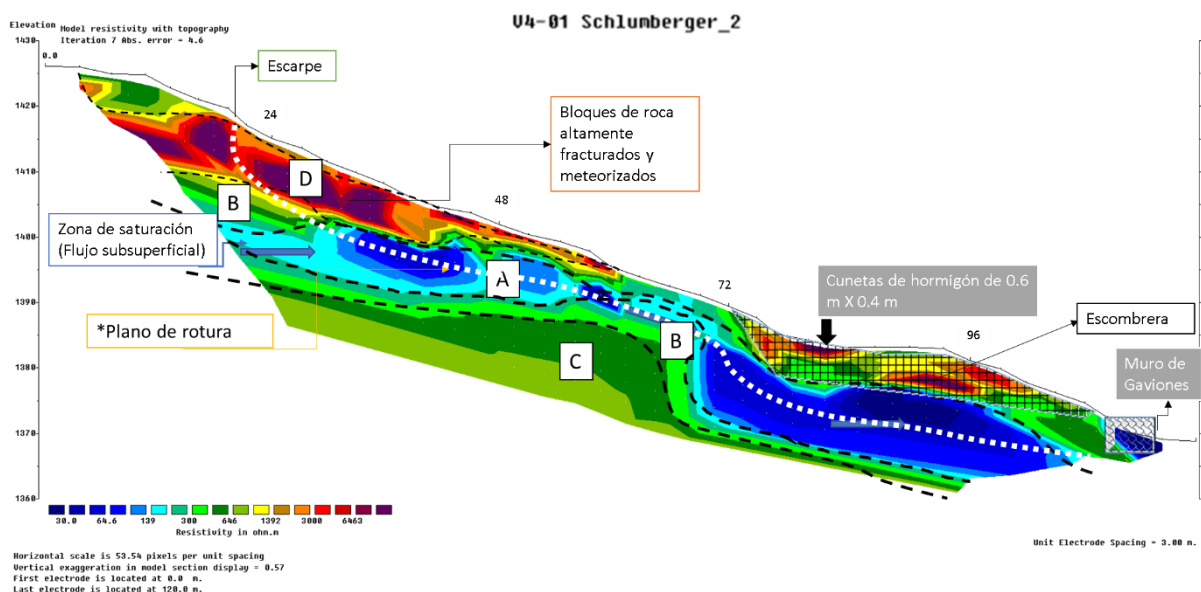 V4-01 Schlumberger_2
Elevation
Model resistivity with topography
Iteration 7 Abs. error = 4.6
1430
0.0
Escarpe
1420
24
Bloques de roca
altamente
fracturados y
meteorizados
D
1410
B
48
Zona de saturación
(Flujo subsuperficial)
1400
A
72
Cunetas de hormigón de 0.6
m X 0.4 m
1390
*Plano de rotura
B
96
Escombrera
C
1380
Muro de
Gaviones
1370
1360
30.0 64.6 139 300 646 1392 3000 6463
Resistivity in ohm.m
Unit Electrode Spacing = 3.00 m.
Horizontal scale is 53.54 pixels per unit spacing
Vertical exaggeration in model section display = 0.57
First electrode is located at 0.0 m.
Last electrode is located at 120.0 m.